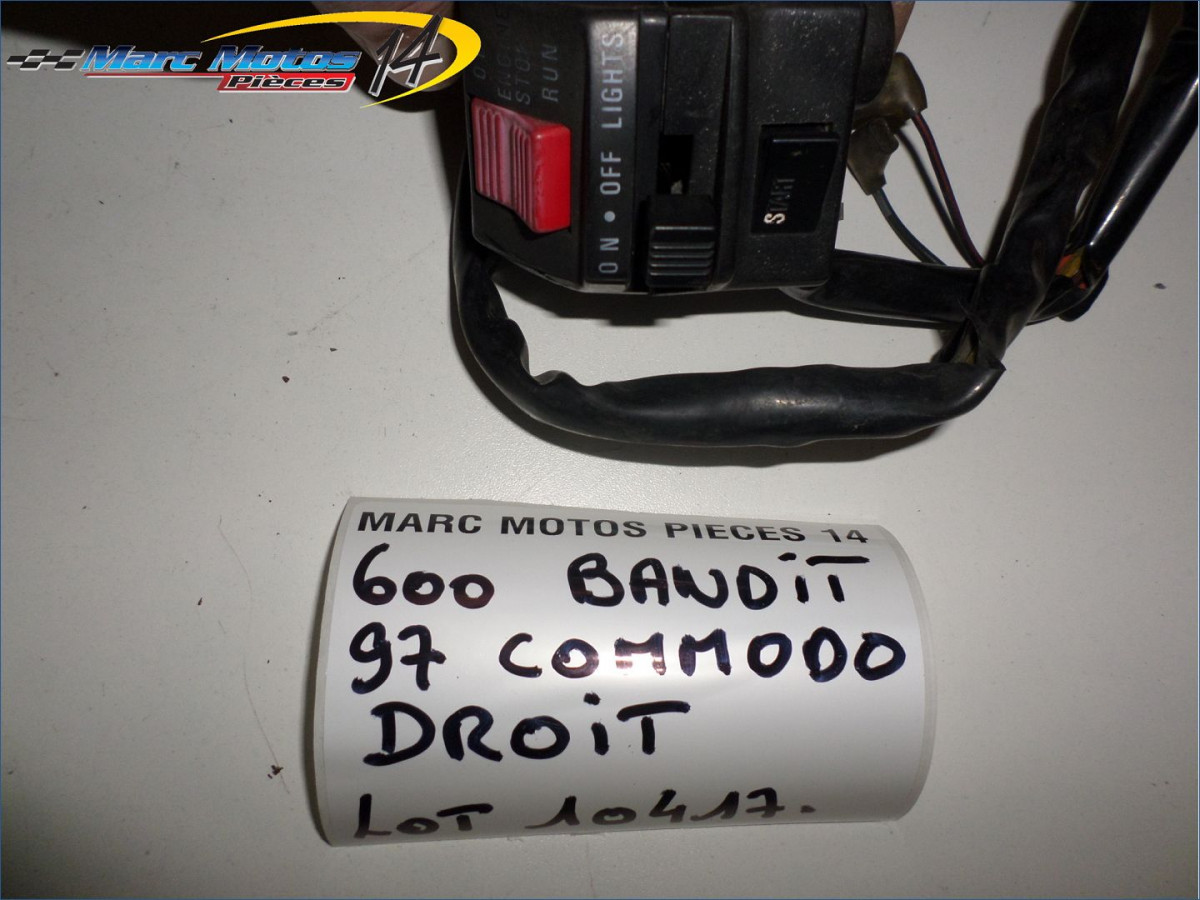 Marc Motos 14
Pièces
ENGINE
STOP
RUN
ON • OFF LIGHTS
START
MARC MOTOS PIECES 14
600 BANDiT
97 COMMODO
DROiT
LOT 10417.